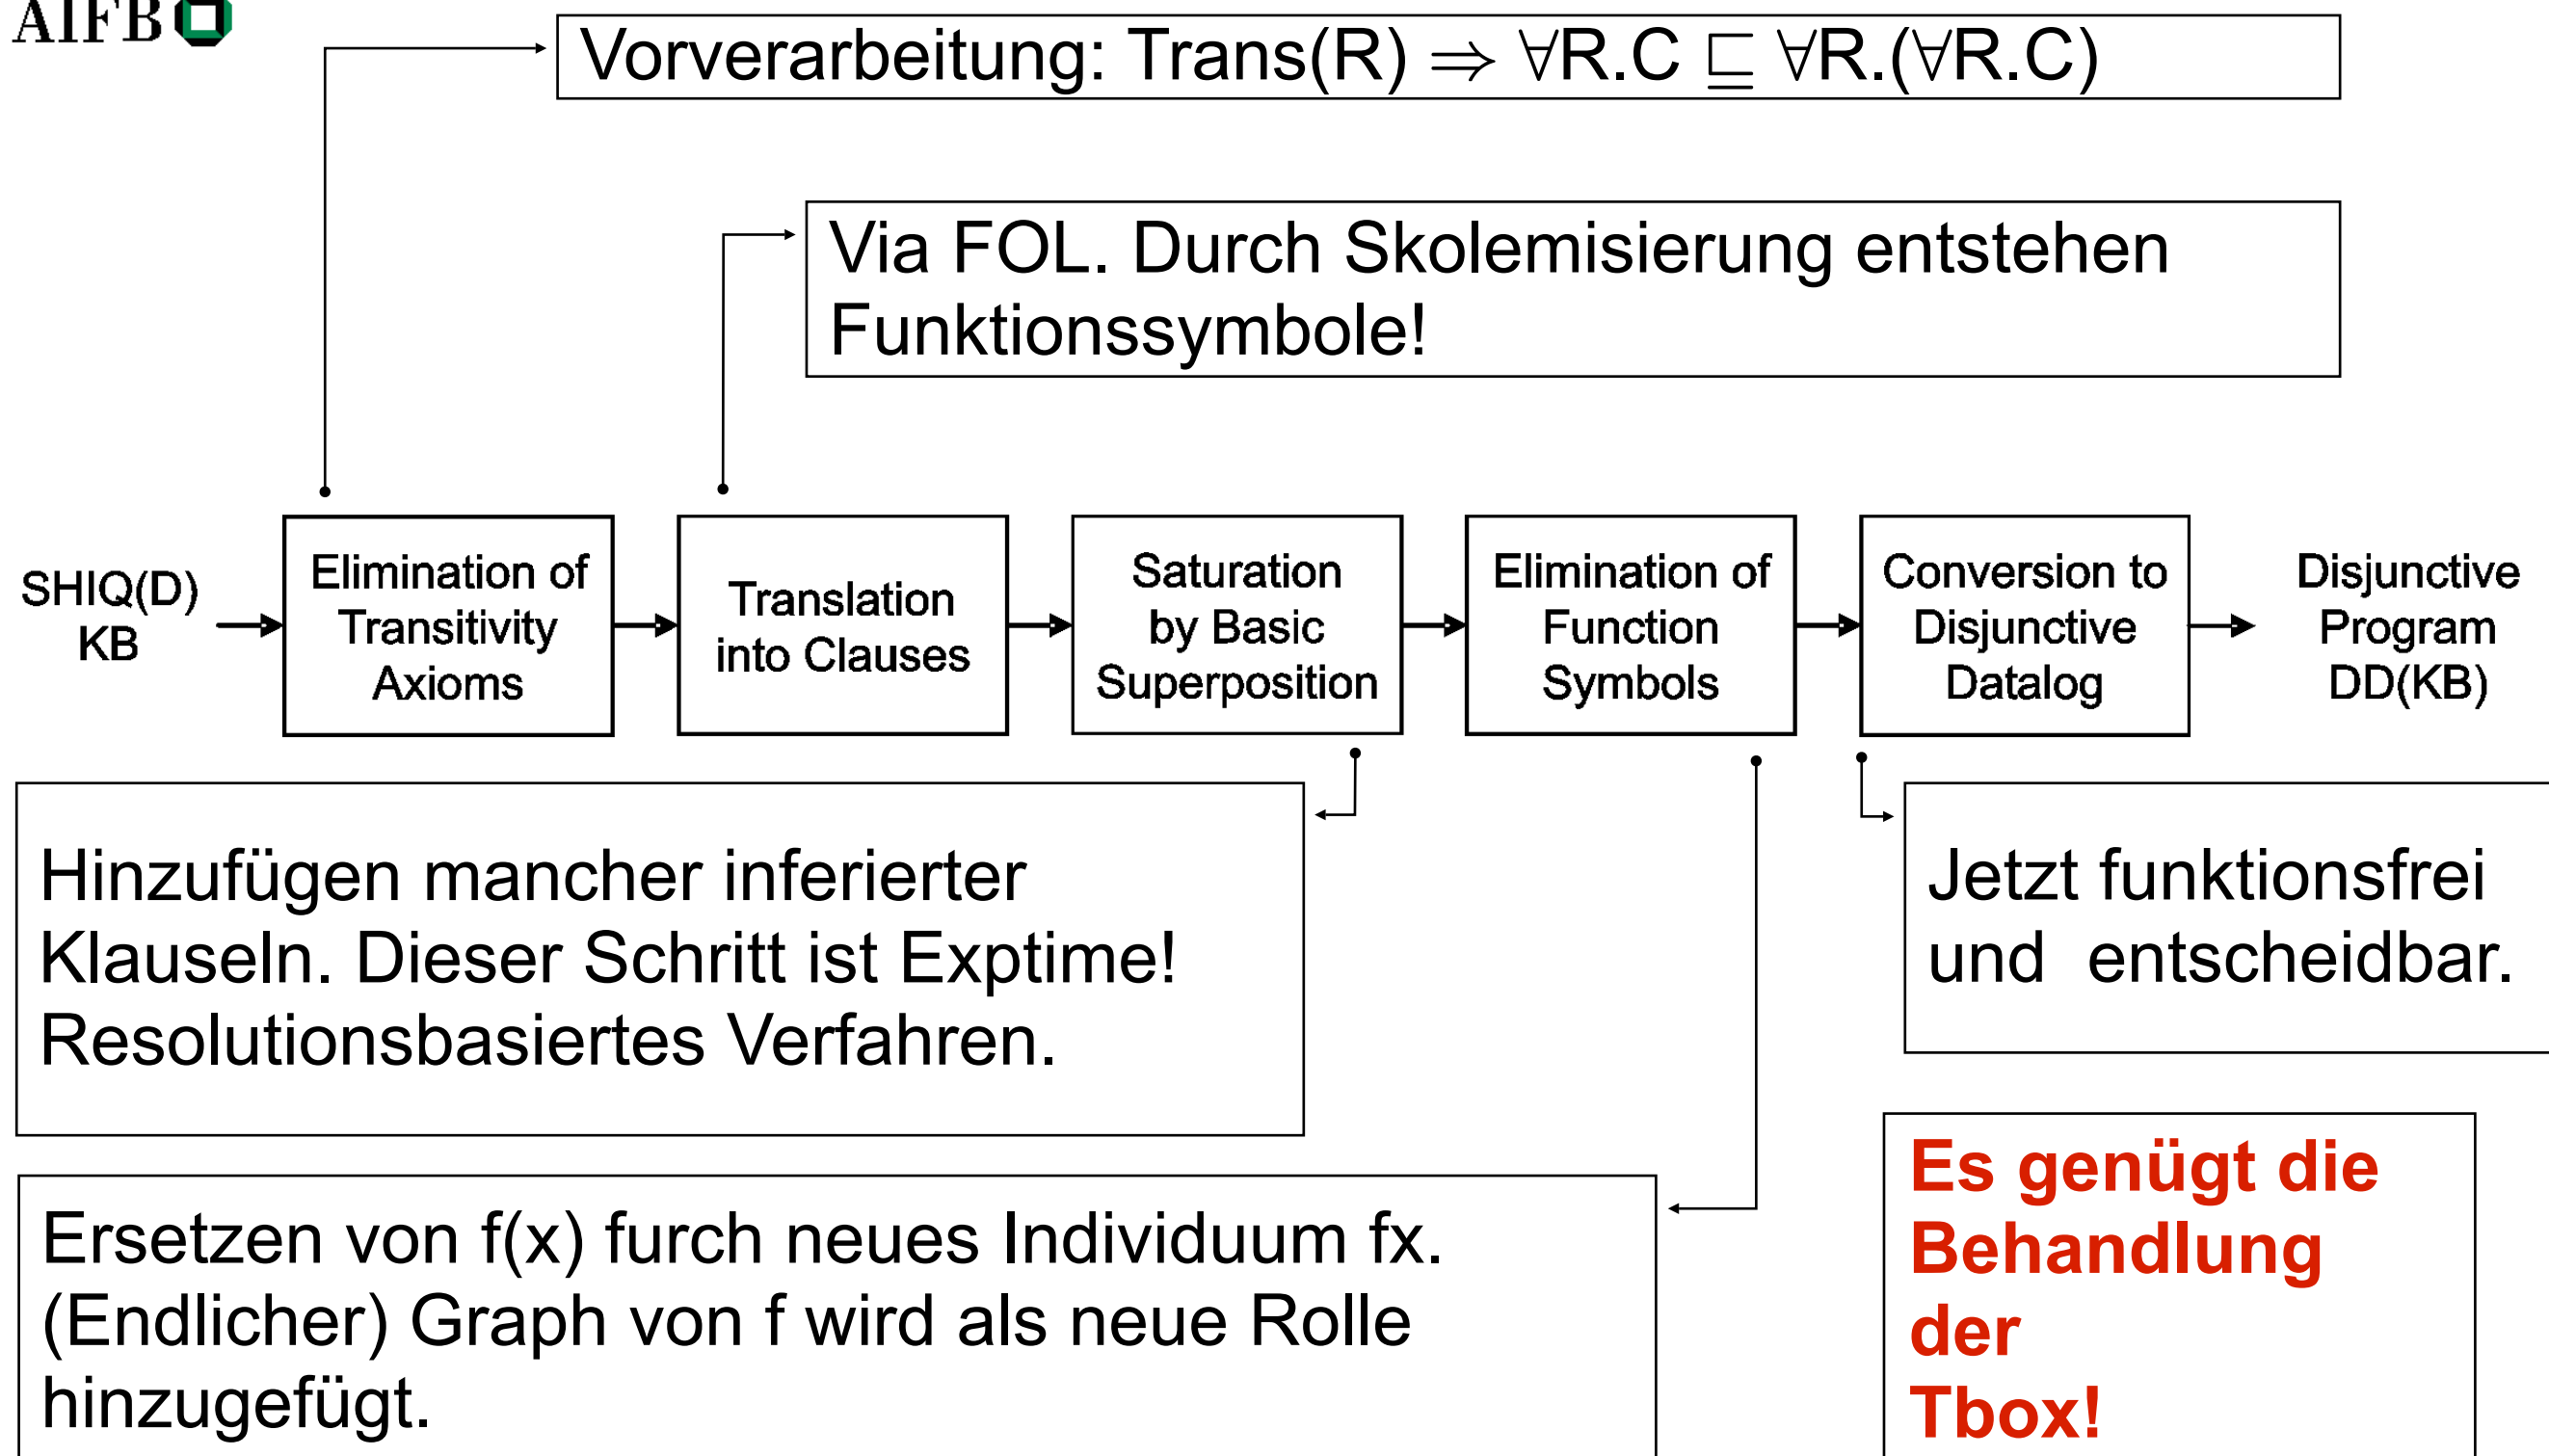 AIFB
Vorverarbeitung: Trans(R) ⇒ ∀R.C ⊑ ∀R.(∀R.C)
Via FOL. Durch Skolemisierung entstehen
Funktionssymbole!
SHIQ(D)
KB
Elimination of
Transitivity
Axioms
Translation
into Clauses
Saturation
by Basic
Superposition
Elimination of
Function
Symbols
Conversion to
Disjunctive
Datalog
Disjunctive
Program
DD(KB)
Hinzufügen mancher inferierter
Klauseln. Dieser Schritt ist Exptime!
Resolutionsbasiertes Verfahren.
Jetzt funktionsfrei
und entscheidbar.
Ersetzen von f(x) furch neues Individuum fx.
(Endlicher) Graph von f wird als neue Rolle
hinzugefügt.
Es genügt die
Behandlung
der
Tbox!